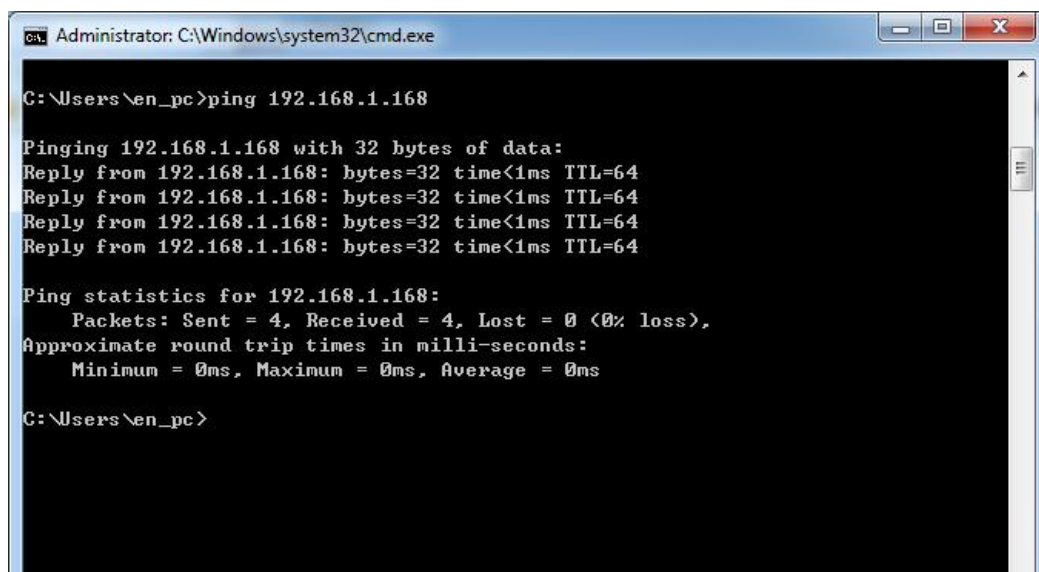 Administrator: C:\Windows\system32\cmd.exe
C:\Users\en_pc>ping 192.168.1.168
Pinging 192.168.1.168 with 32 bytes of data:
Reply from 192.168.1.168: bytes=32 time<1ms TTL=64
Reply from 192.168.1.168: bytes=32 time<1ms TTL=64
Reply from 192.168.1.168: bytes=32 time<1ms TTL=64
Reply from 192.168.1.168: bytes=32 time<1ms TTL=64
Ping statistics for 192.168.1.168:
    Packets: Sent = 4, Received = 4, Lost = 0 (0% loss),
Approximate round trip times in milli-seconds:
    Minimum = 0ms, Maximum = 0ms, Average = 0ms
C:\Users\en_pc>